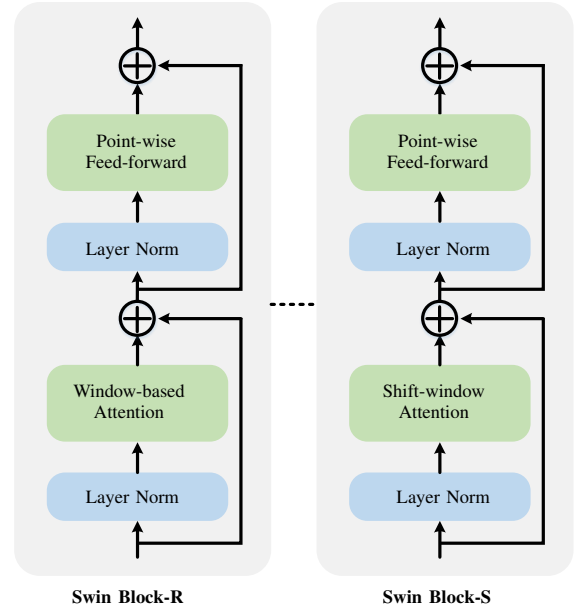 Point-wise
Feed-forward
Layer Norm
Window-based
Attention
Layer Norm
Swin Block-R
Point-wise
Feed-forward
Layer Norm
Shift-window
Attention
Layer Norm
Swin Block-S